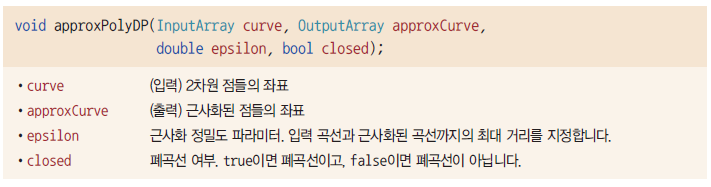 void approxPolyDP(InputArray curve, OutputArray approxCurve,
double epsilon, bool closed);
• curve (입력) 2차원 점들의 좌표
• approxCurve (출력) 근사화된 점들의 좌표
• epsilon 근사화 정밀도 파라미터. 입력 곡선과 근사화된 곡선까지의 최대 거리를 지정합니다.
• closed 폐곡선 여부. true이면 폐곡선이고, false이면 폐곡선이 아닙니다.